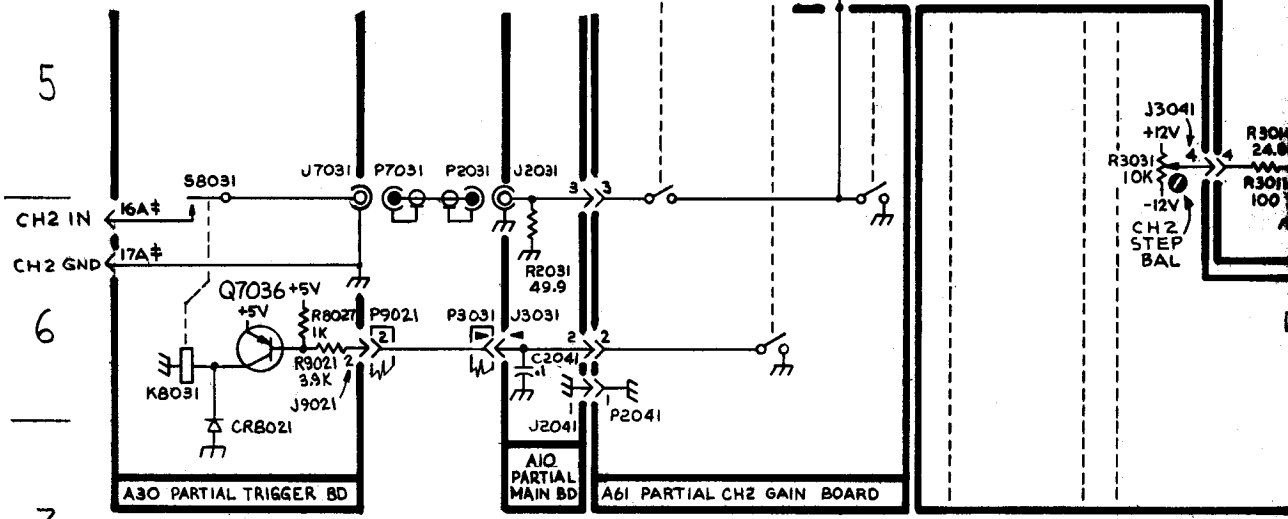 5
J3041
+12V
4
4
R3031
10K
-12V
CH2
STEP
BAL
24.8
100
S8031
J7031
P7031
P2031
J2031
3
3
CH2 IN
16A‡
CH2 GND
17A‡
R2031
49.9
6
Q7036
+5V
+5V
R8027
1K
P9021
2
P3031
J3031
2
2
K8031
R9021
3.9K
2
J9021
C2041
.1
CR8021
J2041
1
1
P2041
A30 PARTIAL TRIGGER BD
A10
PARTIAL
MAIN BD
A61 PARTIAL CH2 GAIN BOARD